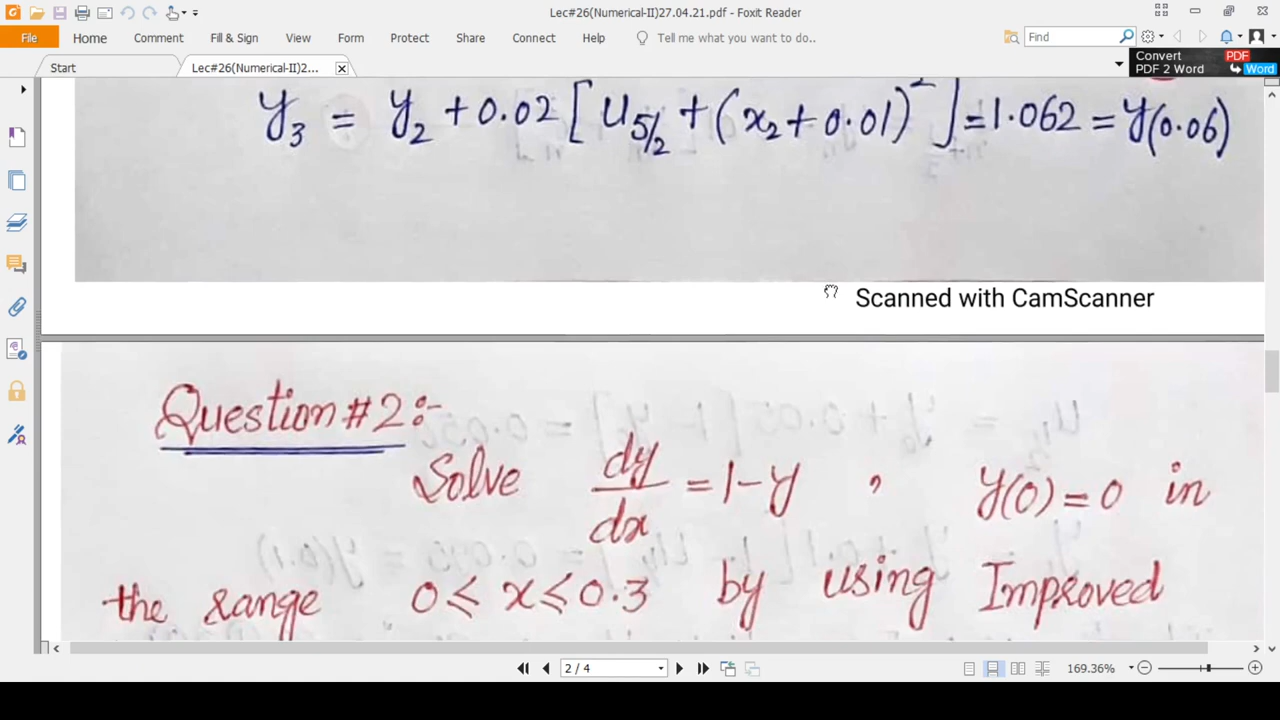 Lec#26(Numerical-II)27.04.21.pdf - Foxit Reader
File Home Comment Fill & Sign View Form Protect Share Connect Help Tell me what you want to do.. Find
Start Lec#26(Numerical-II)2... Convert PDF
PDF 2 Word Word
y₃ = y₂ + 0.02 [ u₅/₂ + (x₂ + 0.01)² ] = 1.062 = y(0.06)
Scanned with CamScanner
Question #2:-
Solve dy/dx = 1-y , y(0) = 0 in
the range 0 ≤ x ≤ 0.3 by using Improved
2 / 4 169.36%